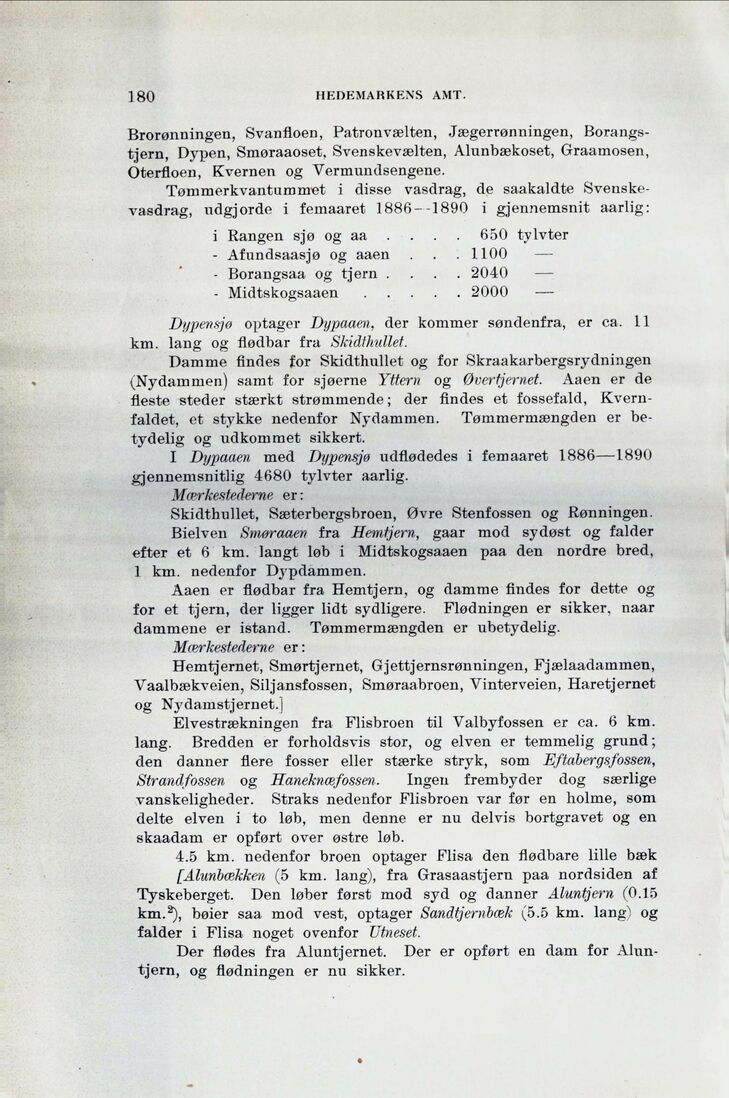 180 HEDEMARKENS AMT.
Brorønningen, Svanfloen, Patronvælten, Jægerrønningen, Borangs-
tjern, Dypen, Smøraaoset, Svenskevælten, Alunbækoset, Graamosen,
Oterfloen, Kvernen og Vermundsengene.
Tømmerkvantummet i disse vasdrag, de saakaldte Svenske-
vasdrag, udgjorde i femaaret 1886--1890 i gjennemsnit aarlig:
i Rangen sjø og aa . . . . 650 tylvter
- Afundsaasjø og aaen . . . 1100 —
- Borangsaa og tjern . . . . 2040 —
- Midtskogsaaen . . . . . 2000 —
Dypensjø optager Dypaaen, der kommer søndenfra, er ca. 11
km. lang og flødbar fra Skidthullet.
Damme findes for Skidthullet og for Skraakarbergsrydningen
(Nydammen) samt for sjøerne Yttern og Øvertjernet. Aaen er de
fleste steder stærkt strømmende; der findes et fossefald, Kvern-
faldet, et stykke nedenfor Nydammen. Tømmermængden er be-
tydelig og udkommet sikkert.
I Dypaaen med Dypensjø udflødedes i femaaret 1886—1890
gjennemsnitlig 4680 tylvter aarlig.
Mærkestederne er:
Skidthullet, Sæterbergsbroen, Øvre Stenfossen og Rønningen.
Bielven Smøraaen fra Hemtjern, gaar mod sydøst og falder
efter et 6 km. langt løb i Midtskogsaaen paa den nordre bred,
1 km. nedenfor Dypdammen.
Aaen er flødbar fra Hemtjern, og damme findes for dette og
for et tjern, der ligger lidt sydligere. Flødningen er sikker, naar
dammene er istand. Tømmermængden er ubetydelig.
Mærkestederne er:
Hemtjernet, Smørtjernet, Gjettjernsrønningen, Fjælaadammen,
Vaalbækveien, Siljansfossen, Smøraabroen, Vinterveien, Haretjernet
og Nydamstjernet.]
Elvestrækningen fra Flisbroen til Valbyfossen er ca. 6 km.
lang. Bredden er forholdsvis stor, og elven er temmelig grund;
den danner flere fosser eller stærke stryk, som Eftabergsfossen,
Strandfossen og Haneknæfossen. Ingen frembyder dog særlige
vanskeligheder. Straks nedenfor Flisbroen var før en holme, som
delte elven i to løb, men denne er nu delvis bortgravet og en
skaadam er opført over østre løb.
4.5 km. nedenfor broen optager Flisa den flødbare lille bæk
[Alunbækken (5 km. lang), fra Grasaastjern paa nordsiden af
Tyskeberget. Den løber først mod syd og danner Aluntjern (0.15
km.²), bøier saa mod vest, optager Sandtjernbæk (5.5 km. lang) og
falder i Flisa noget ovenfor Utneset.
Der flødes fra Aluntjernet. Der er opført en dam for Alun-
tjern, og flødningen er nu sikker.